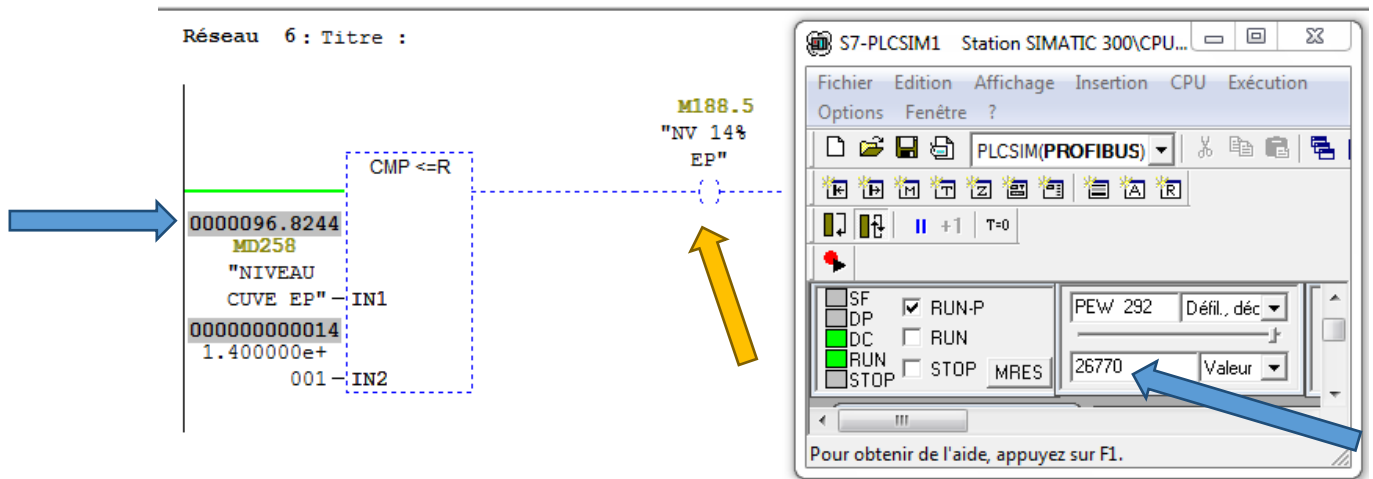 Réseau 6 : Titre :
M188.5
"NV 14%
EP"
CMP <=R
0000096.8244
MD258
"NIVEAU
CUVE EP"
IN1
000000000014
1.400000e+
001
IN2
S7-PLCSIM1 Station SIMATIC 300\CPU...
Fichier Edition Affichage Insertion CPU Exécution
Options Fenêtre ?
PLCSIM(PROFIBUS)
+1 T=0
SF
DP
DC
RUN
STOP
RUN-P
RUN
STOP MRES
PEW 292 Défil., déc
26770 Valeur
Pour obtenir de l'aide, appuyez sur F1.